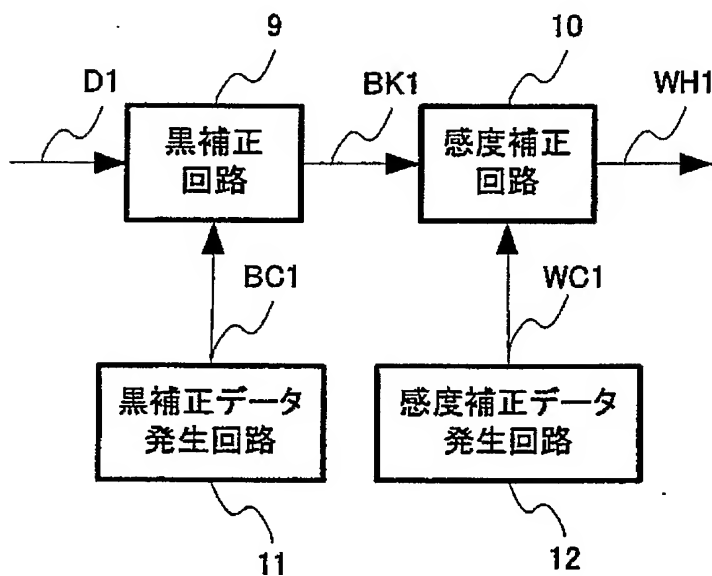 9
10
D1
BK1
WH1
黒補正
回路
感度補正
回路
BC1
WC1
黒補正データ
発生回路
感度補正データ
発生回路
11
12